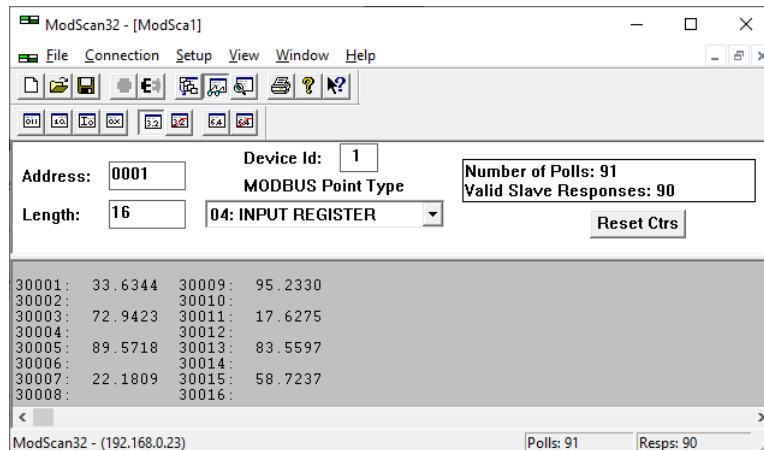 ModScan32 - [ModSca1]
File Connection Setup View Window Help
Address: 0001
Device Id: 1
MODBUS Point Type
Length: 16
04: INPUT REGISTER
Number of Polls: 91
Valid Slave Responses: 90
Reset Ctrs
30001: 33.6344 30009: 95.2330
30002: 30010:
30003: 72.9423 30011: 17.6275
30004: 30012:
30005: 89.5718 30013: 83.5597
30006: 30014:
30007: 22.1809 30015: 58.7237
30008: 30016:
ModScan32 - (192.168.0.23) Polls: 91 Resps: 90